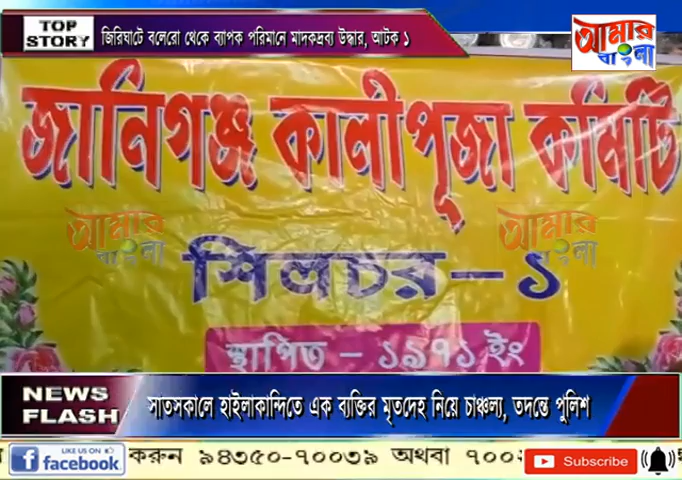 TOP STORY জিরিঘাটে বলেরো থেকে ব্যাপক পরিমানে মাদকদ্রব্য উদ্ধার, আটক ১
আমার বাংলা
জানিগঞ্জ কালীপূজা কমিটি
আমার বাংলা আমার বাংলা
শিলচর - ১
স্থাপিত - ১৯৭১ ইং
NEWS FLASH সাতসকালে হাইলাকান্দিতে এক ব্যক্তির মৃতদেহ নিয়ে চাঞ্চল্য, তদন্তে পুলিশ
LIKE US ON facebook করুন ৯৪৩৫০-৭০০৩৯ অথবা ৭০০ Subscribe